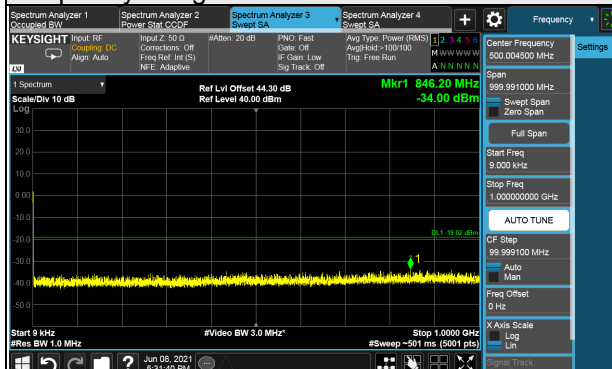 Spectrum Analyzer 1
Occupied BW
Spectrum Analyzer 2
Power Stat CCDF
Spectrum Analyzer 3
Swept SA
Spectrum Analyzer 4
Swept SA
+
Frequency
KEYSIGHT
Input: RF
Coupling: DC
Align: Auto
Input Z: 50 Ω
Corrections: Off
Freq Ref: Int (S)
NFE: Adaptive
#Atten: 20 dB
PNO: Fast
Gate: Off
IF Gain: Low
Sig Track: Off
Avg Type: Power (RMS)
Avg|Hold:>100/100
Trig: Free Run
1 2 3 4 5 6
M W W W W W
A N N N N N
LXI
1 Spectrum
Scale/Div 10 dB
Log
Ref Lvl Offset 44.30 dB
Ref Level 40.00 dBm
Mkr1 846.20 MHz
-34.00 dBm
30.0
20.0
10.0
0.00
-10.0
-20.0
-30.0
-40.0
-50.0
DL1 -19.02 dBm
1
Start 9 kHz
#Res BW 1.0 MHz
#Video BW 3.0 MHz*
Stop 1.0000 GHz
#Sweep ~501 ms (5001 pts)
Jun 08, 2021
5:31:40 PM
?
Settings
Center Frequency
500.004500 MHz
Span
999.991000 MHz
Swept Span
Zero Span
Full Span
Start Freq
9.000 kHz
Stop Freq
1.000000000 GHz
AUTO TUNE
CF Step
99.999100 MHz
Auto
Man
Freq Offset
0 Hz
X Axis Scale
Log
Lin
Signal Track